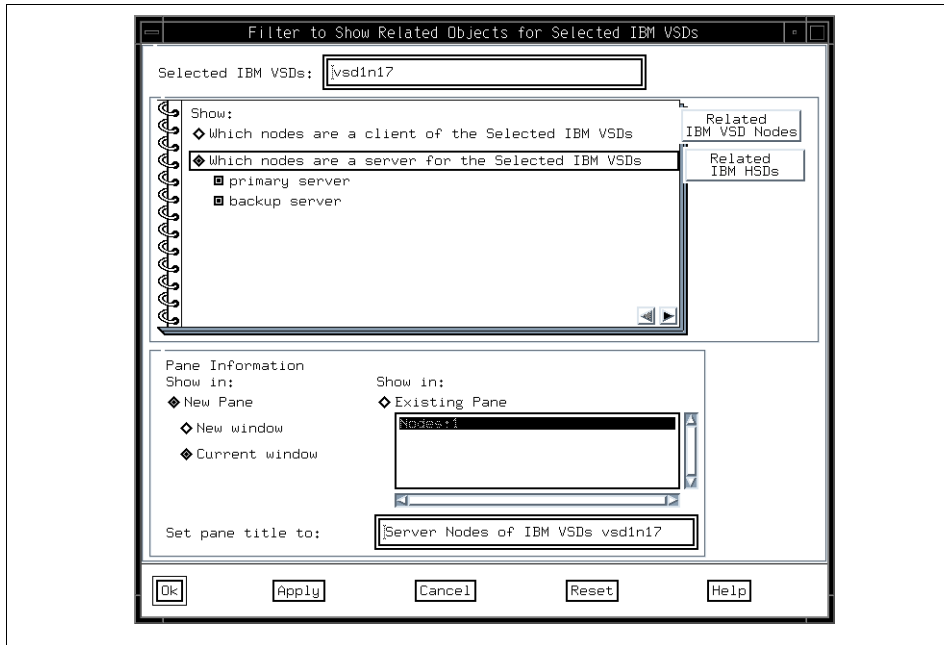 Filter to Show Related Objects for Selected IBM VSDs
Selected IBM VSDs: vsd1n17
Show:
Which nodes are a client of the Selected IBM VSDs
Which nodes are a server for the Selected IBM VSDs
primary server
backup server
Related
IBM VSD Nodes
Related
IBM HSDs
Pane Information
Show in:
New Pane
New window
Current window
Show in:
Existing Pane
Nodes:1
Set pane title to: Server Nodes of IBM VSDs vsd1n17
Ok Apply Cancel Reset Help